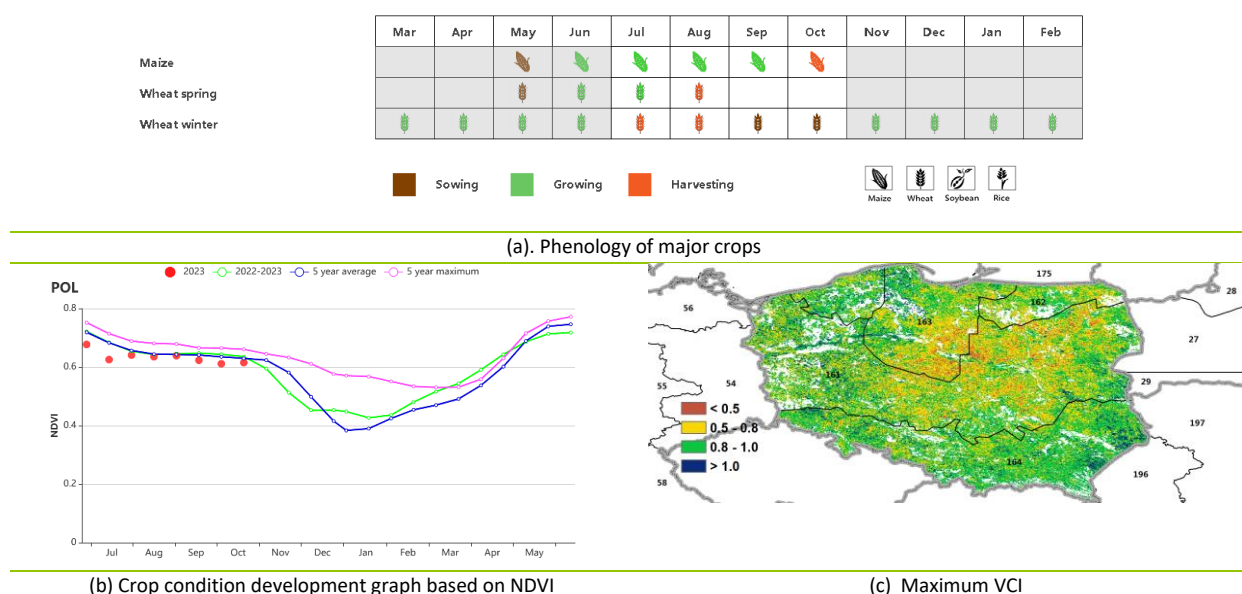 Mar Apr May Jun Jul Aug Sep Oct Nov Dec Jan Feb
Maize
Wheat spring
Wheat winter
Sowing Growing Harvesting
Maize Wheat Soybean Rice
(a). Phenology of major crops
2023 2022-2023 5 year average 5 year maximum
POL
0.8
0.6
0.4
0.2
0
NDVI
Jul Aug Sep Oct Nov Dec Jan Feb Mar Apr May
175
28
56
162
163
27
161
55
54
29
197
164
196
58
< 0.5
0.5 - 0.8
0.8 - 1.0
> 1.0
(b) Crop condition development graph based on NDVI
(c) Maximum VCI